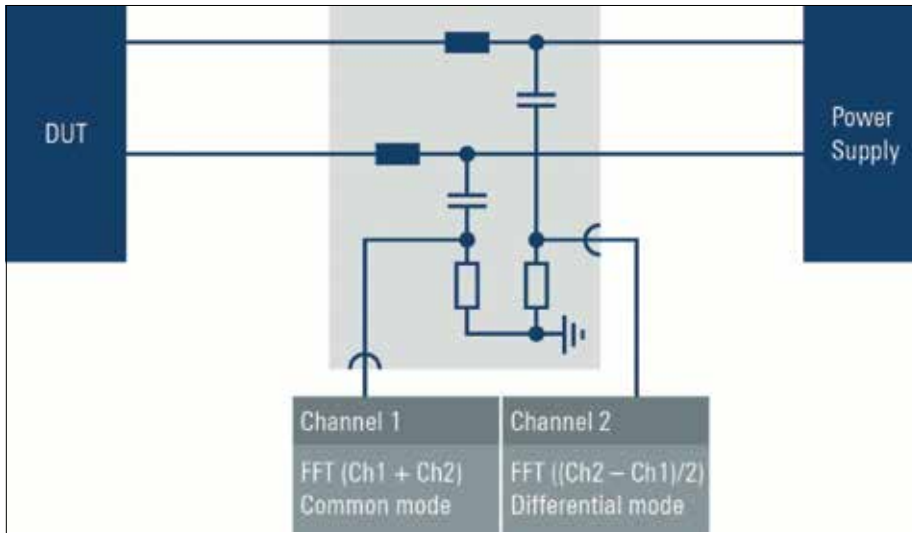 DUT
Power
Supply
Channel 1
FFT (Ch1 + Ch2)
Common mode
Channel 2
FFT ((Ch2 – Ch1)/2)
Differential mode